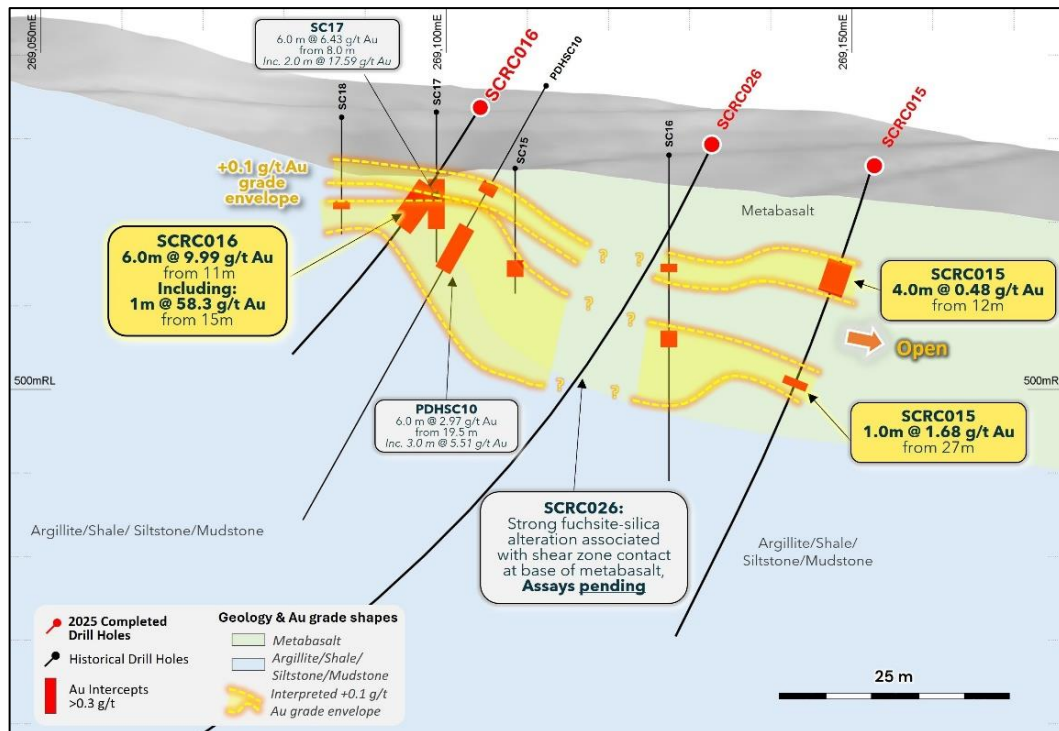 269,050mE
269,100mE
269,150mE
SC17
6.0 m @ 6.43 g/t Au
from 8.0 m
Inc. 2.0 m @ 17.59 g/t Au
SC18
SC17
SCRC016
PDHSC10
SC15
SC16
SCRC026
SCRC015
+0.1 g/t Au
grade
envelope
Metabasalt
SCRC016
6.0m @ 9.99 g/t Au
from 11m
Including:
1m @ 58.3 g/t Au
from 15m
? ?
? ?
? ?
SCRC015
4.0m @ 0.48 g/t Au
from 12m
Open
500mRL
500mRL
PDHSC10
6.0 m @ 2.97 g/t Au
from 19.5 m
Inc. 3.0 m @ 5.51 g/t Au
SCRC015
1.0m @ 1.68 g/t Au
from 27m
SCRC026:
Strong fuchsite-silica
alteration associated
with shear zone contact
at base of metabasalt,
Assays pending
Argillite/Shale/ Siltstone/Mudstone
Argillite/Shale/
Siltstone/Mudstone
2025 Completed
Drill Holes
Historical Drill Holes
Au Intercepts
>0.3 g/t
Geology & Au grade shapes
Metabasalt
Argillite/Shale/
Siltstone/Mudstone
Interpreted +0.1 g/t
Au grade envelope
25 m